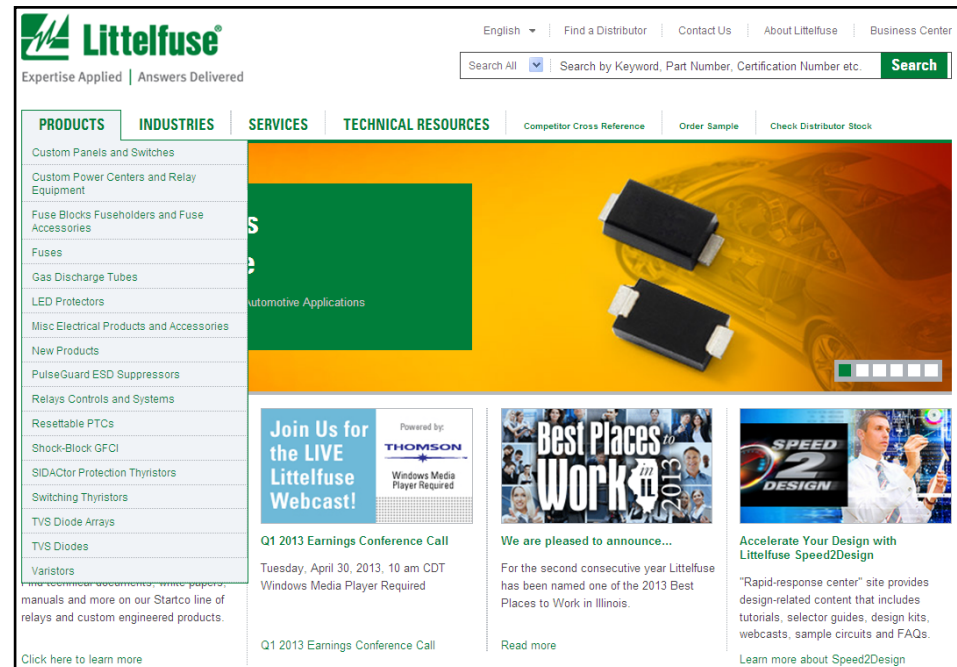 Littelfuse®
Expertise Applied | Answers Delivered
English
Find a Distributor
Contact Us
About Littelfuse
Business Center
Search All
Search by Keyword, Part Number, Certification Number etc.
Search
PRODUCTS
INDUSTRIES
SERVICES
TECHNICAL RESOURCES
Competitor Cross Reference
Order Sample
Check Distributor Stock
Custom Panels and Switches
Custom Power Centers and Relay
Equipment
Fuse Blocks Fuseholders and Fuse
Accessories
Fuses
Gas Discharge Tubes
LED Protectors
Misc Electrical Products and Accessories
New Products
PulseGuard ESD Suppressors
Relays Controls and Systems
Resettable PTCs
Shock-Block GFCI
SIDACtor Protection Thyristors
Switching Thyristors
TVS Diode Arrays
TVS Diodes
Varistors
s
e
Automotive Applications
Find technical documents, white papers,
manuals and more on our Startco line of
relays and custom engineered products.
Click here to learn more
Join Us for
the LIVE
Littelfuse
Webcast!
Powered by:
THOMSON
Windows Media
Player Required
Q1 2013 Earnings Conference Call
Tuesday, April 30, 2013, 10 am CDT
Windows Media Player Required
Q1 2013 Earnings Conference Call
Best Places to
Work in
2013
We are pleased to announce...
For the second consecutive year Littelfuse
has been named one of the 2013 Best
Places to Work in Illinois.
Read more
SPEED
2
DESIGN
Accelerate Your Design with
Littelfuse Speed2Design
"Rapid-response center" site provides
design-related content that includes
tutorials, selector guides, design kits,
webcasts, sample circuits and FAQs.
Learn more about Speed2Design